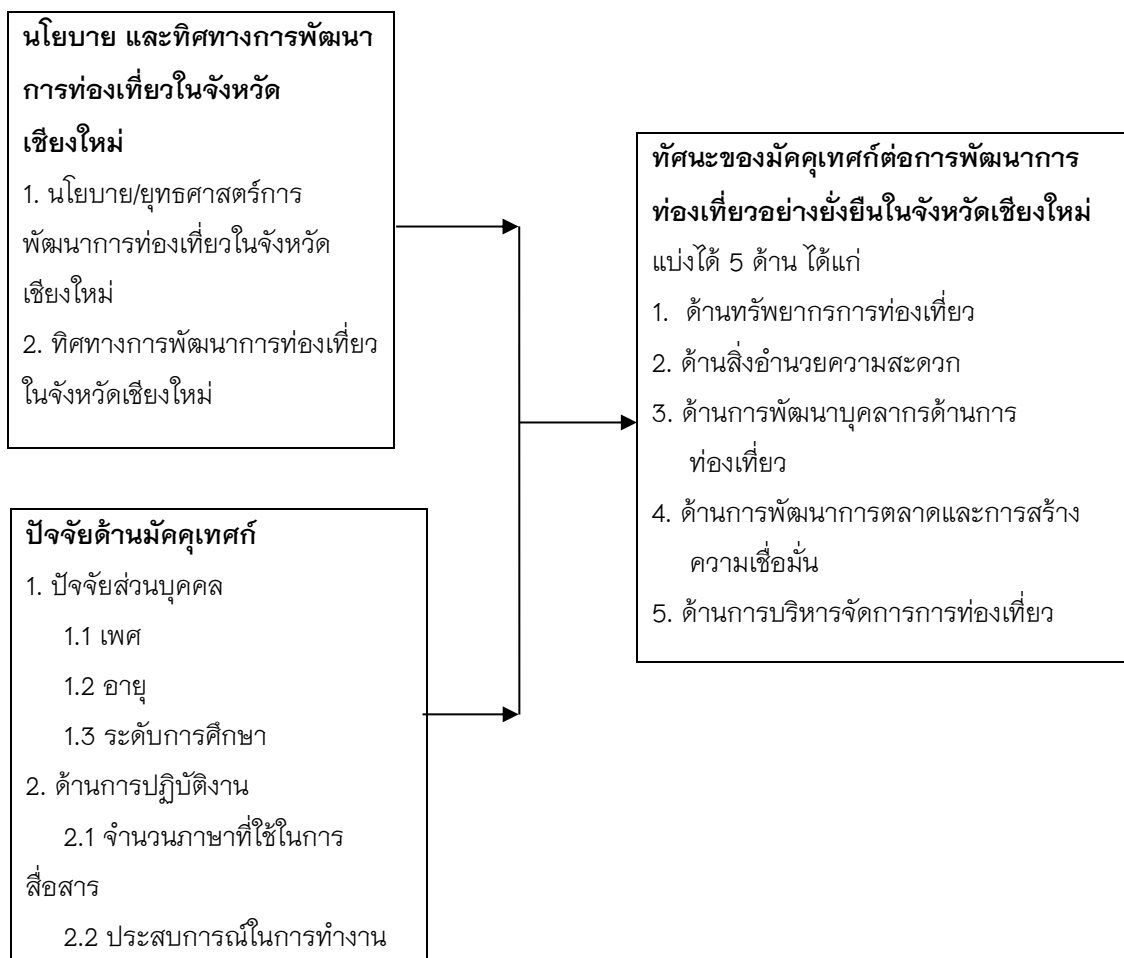 นโยบาย และทิศทางการพัฒนา
การท่องเที่ยวในจังหวัด
เชียงใหม่
1. นโยบาย/ยุทธศาสตร์การ
พัฒนาการท่องเที่ยวในจังหวัด
เชียงใหม่
2. ทิศทางการพัฒนาการท่องเที่ยว
ในจังหวัดเชียงใหม่
ปัจจัยด้านมัคคุเทศก์
1. ปัจจัยส่วนบุคคล
1.1 เพศ
1.2 อายุ
1.3 ระดับการศึกษา
2. ด้านการปฏิบัติงาน
2.1 จำนวนภาษาที่ใช้ในการ
สื่อสาร
2.2 ประสบการณ์ในการทำงาน
ทัศนะของมัคคุเทศก์ต่อการพัฒนาการ
ท่องเที่ยวอย่างยั่งยืนในจังหวัดเชียงใหม่
แบ่งได้ 5 ด้าน ได้แก่
1. ด้านทรัพยากรการท่องเที่ยว
2. ด้านสิ่งอำนวยความสะดวก
3. ด้านการพัฒนาบุคลากรด้านการ
ท่องเที่ยว
4. ด้านการพัฒนาการตลาดและการสร้าง
ความเชื่อมั่น
5. ด้านการบริหารจัดการการท่องเที่ยว